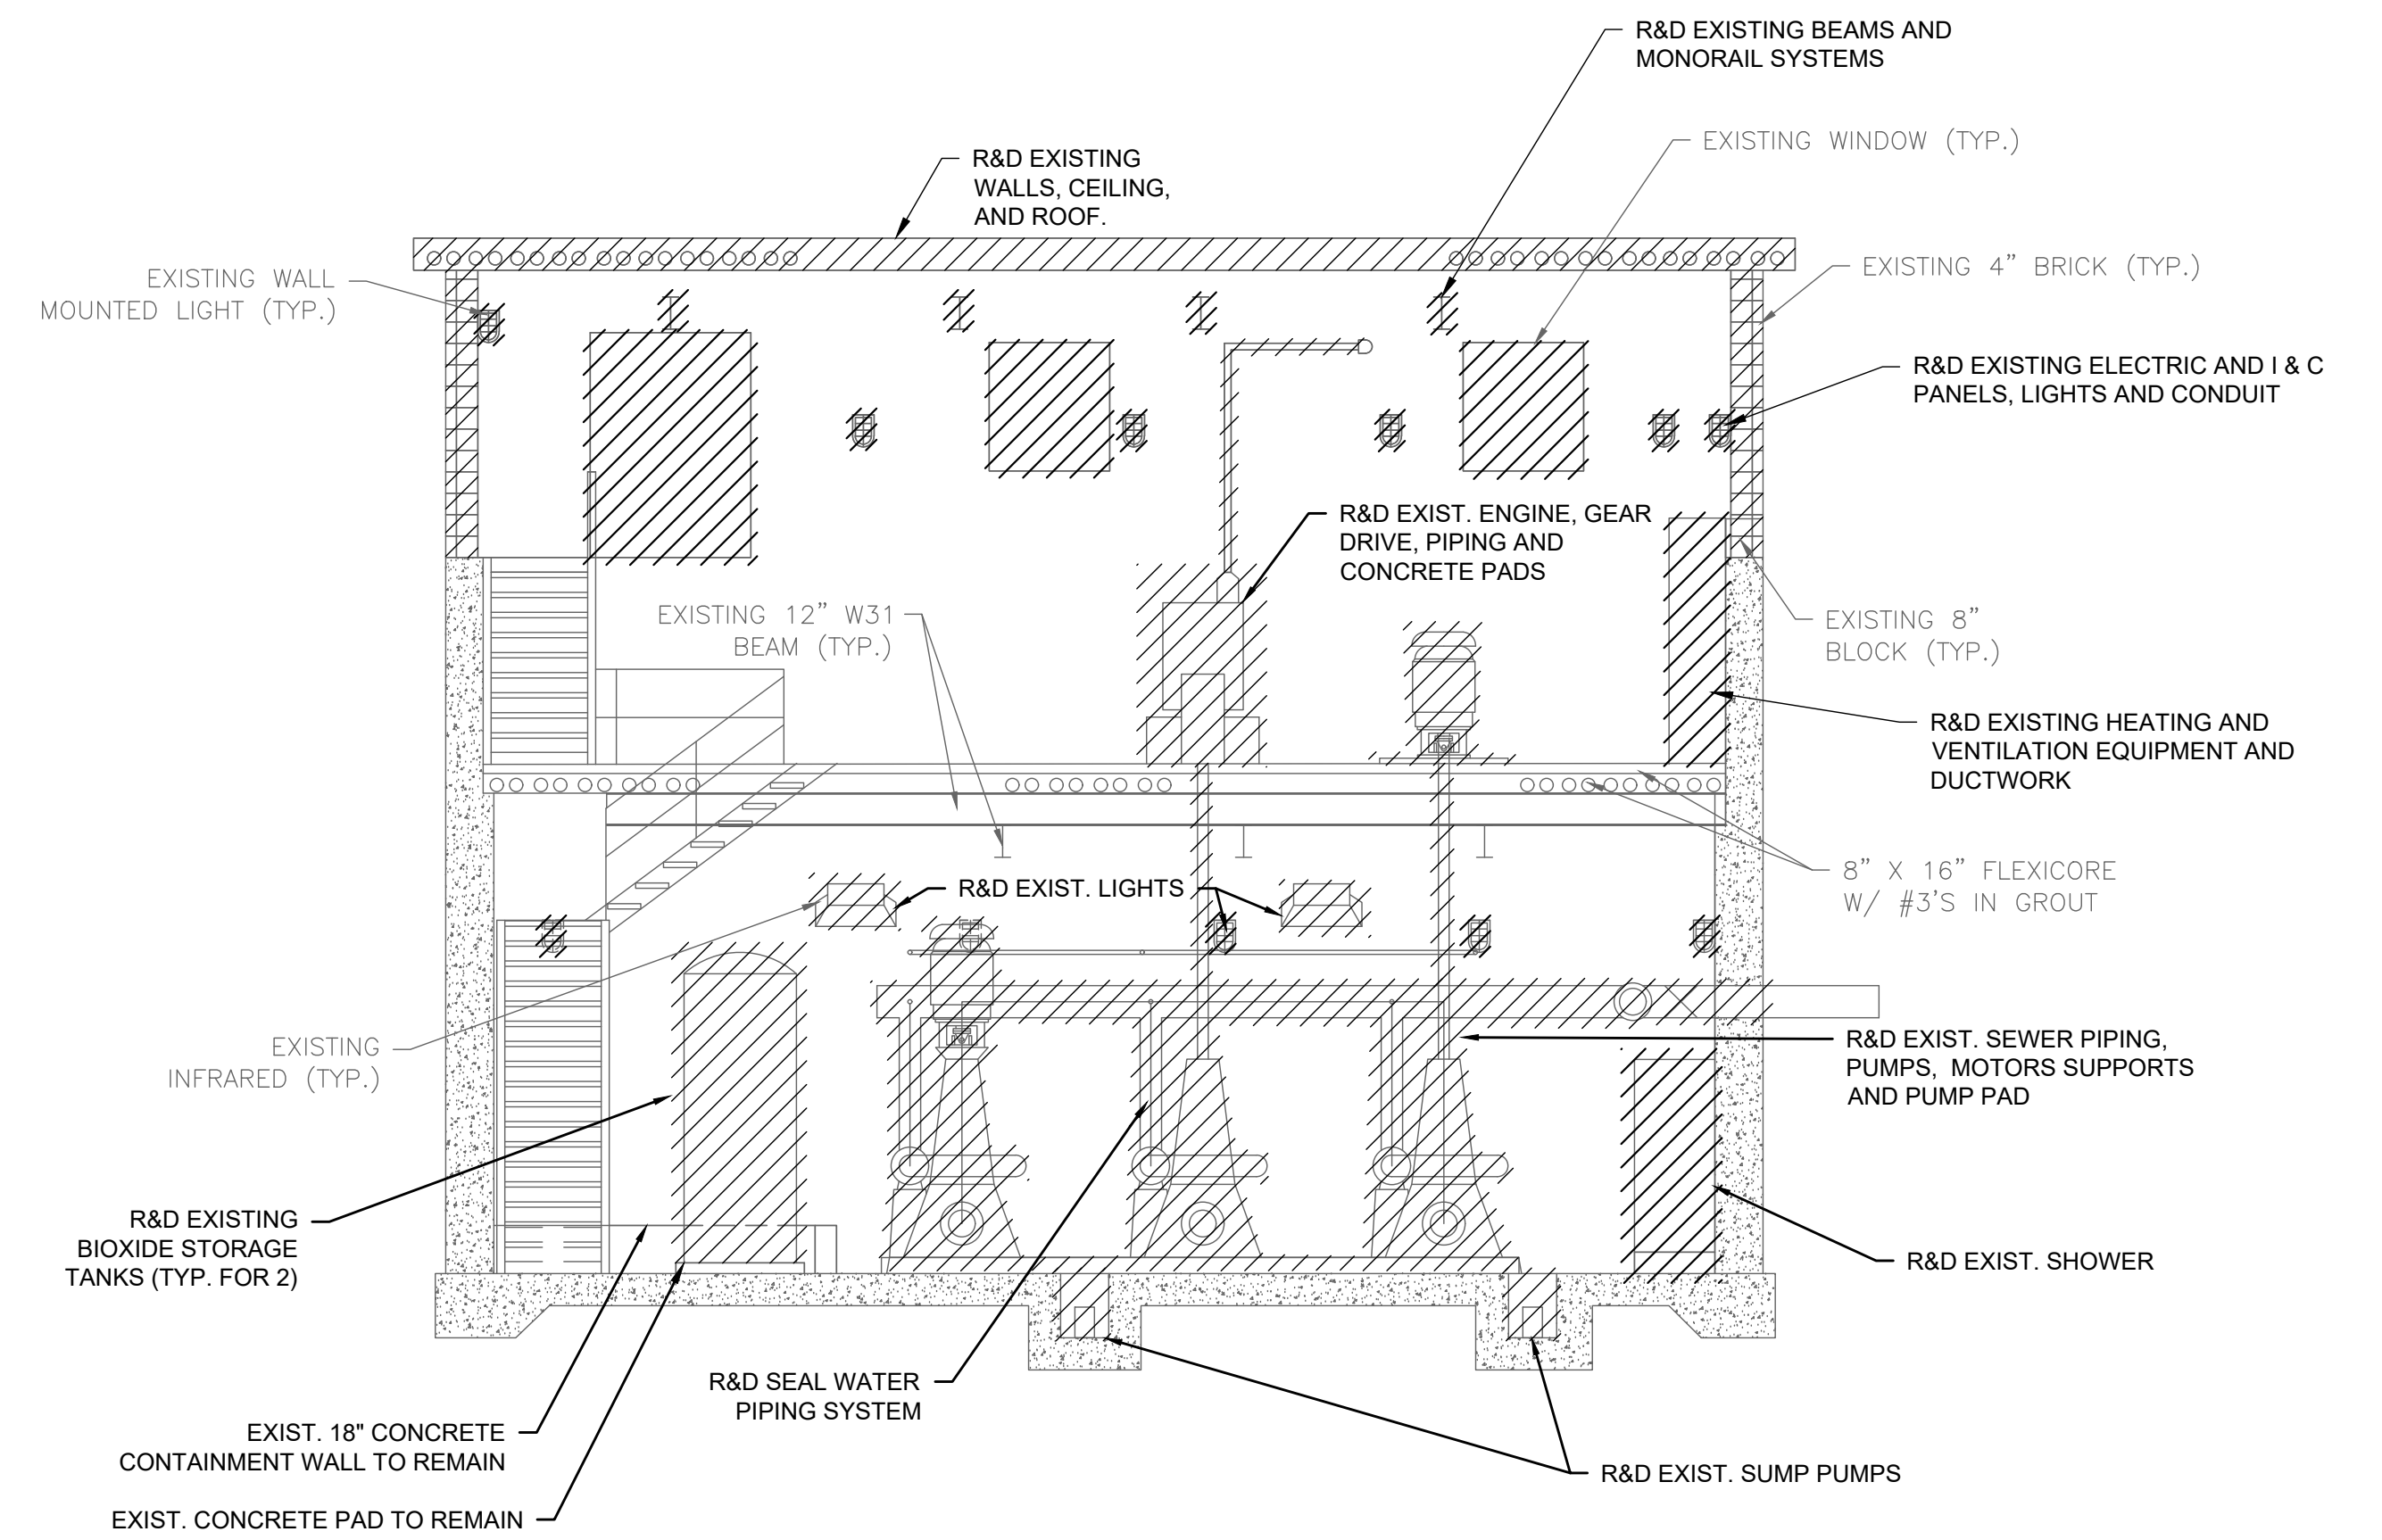 R&D EXISTING BEAMS AND
MONORAIL SYSTEMS
EXISTING WINDOW (TYP.)
R&D EXISTING
WALLS, CEILING,
AND ROOF.
EXISTING WALL
MOUNTED LIGHT (TYP.)
EXISTING 4" BRICK (TYP.)
R&D EXISTING ELECTRIC AND I & C
PANELS, LIGHTS AND CONDUIT
R&D EXIST. ENGINE, GEAR
DRIVE, PIPING AND
CONCRETE PADS
EXISTING 12" W31
BEAM (TYP.)
EXISTING 8"
BLOCK (TYP.)
R&D EXISTING HEATING AND
VENTILATION EQUIPMENT AND
DUCTWORK
8" X 16" FLEXICORE
W/ #3'S IN GROUT
R&D EXIST. LIGHTS
EXISTING
INFRARED (TYP.)
R&D EXIST. SEWER PIPING,
PUMPS, MOTORS SUPPORTS
AND PUMP PAD
R&D EXISTING
BIOXIDE STORAGE
TANKS (TYP. FOR 2)
R&D EXIST. SHOWER
R&D SEAL WATER
PIPING SYSTEM
EXIST. 18" CONCRETE
CONTAINMENT WALL TO REMAIN
R&D EXIST. SUMP PUMPS
EXIST. CONCRETE PAD TO REMAIN